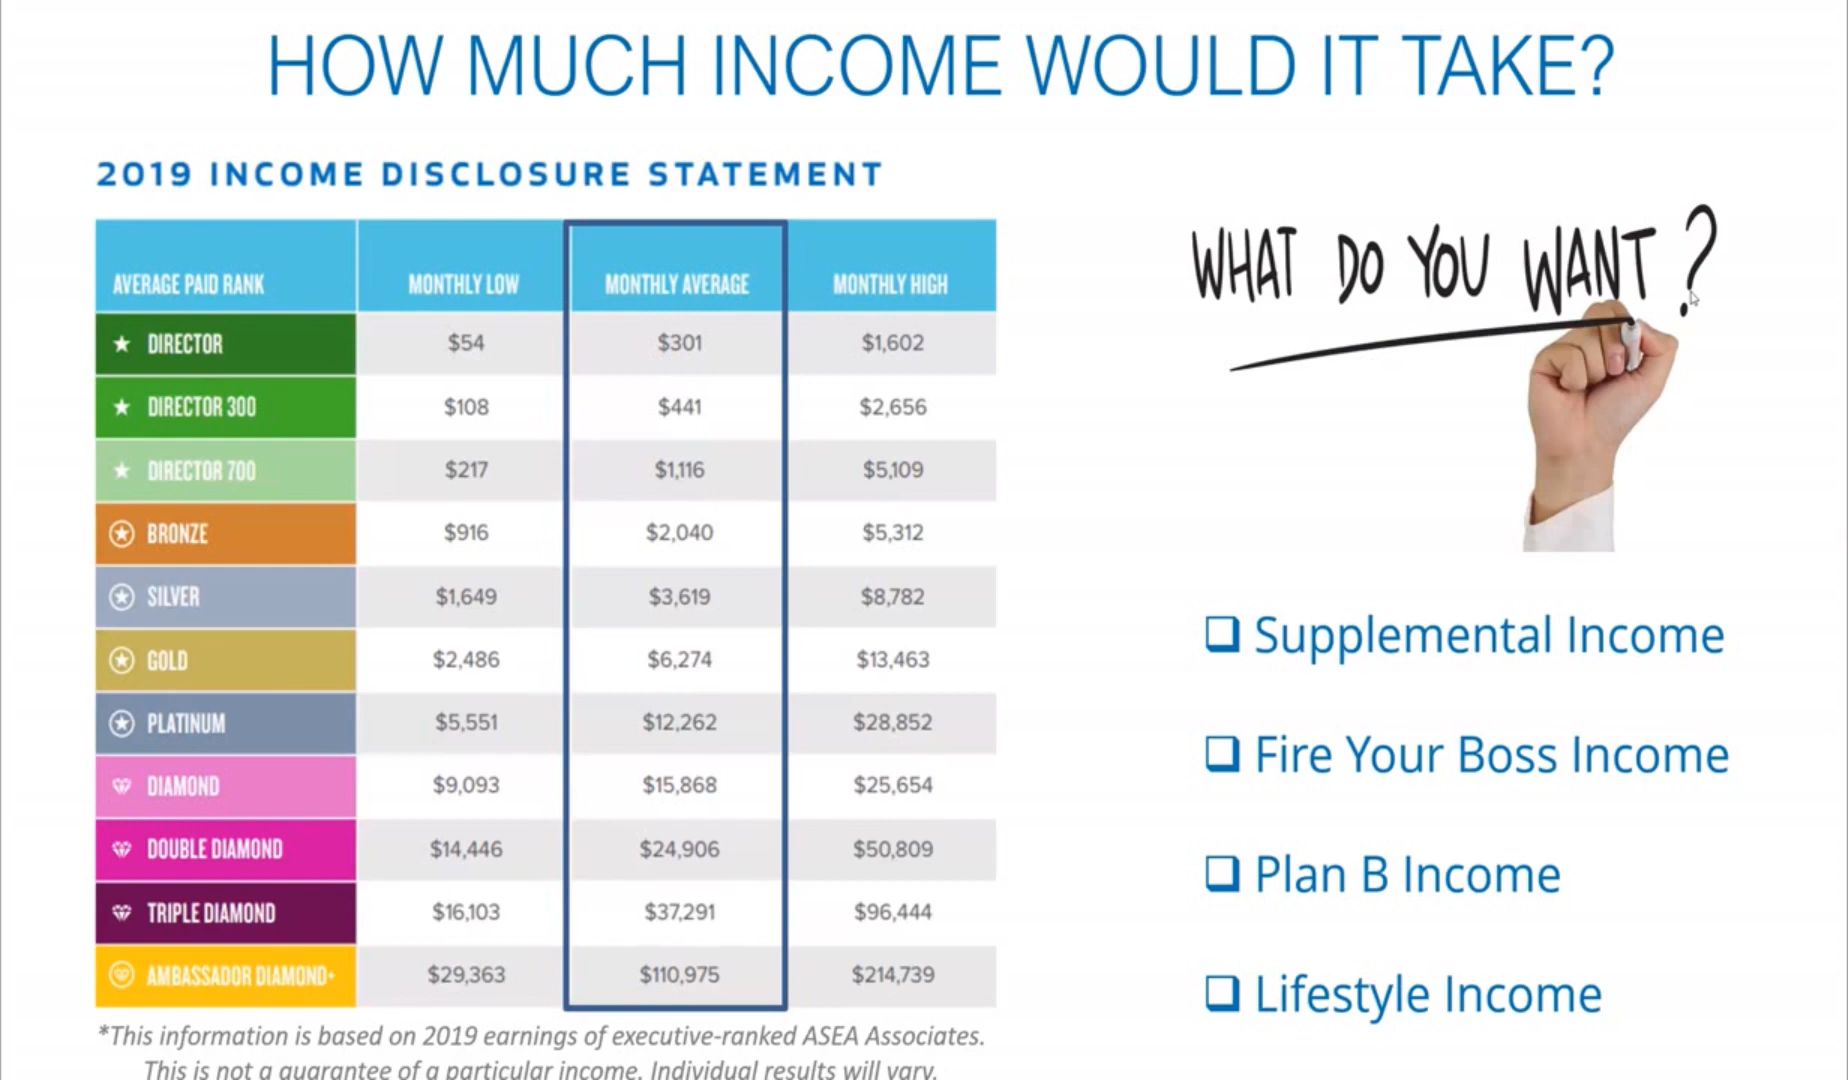 HOW MUCH INCOME WOULD IT TAKE?
2019 INCOME DISCLOSURE STATEMENT
AVERAGE PAID RANK MONTHLY LOW MONTHLY AVERAGE MONTHLY HIGH
DIRECTOR $54 $301 $1,602
DIRECTOR 300 $108 $441 $2,656
DIRECTOR 700 $217 $1,116 $5,109
BRONZE $916 $2,040 $5,312
SILVER $1,649 $3,619 $8,782
GOLD $2,486 $6,274 $13,463
PLATINUM $5,551 $12,262 $28,852
DIAMOND $9,093 $15,868 $25,654
DOUBLE DIAMOND $14,446 $24,906 $50,809
TRIPLE DIAMOND $16,103 $37,291 $96,444
AMBASSADOR DIAMOND+ $29,363 $110,975 $214,739
*This information is based on 2019 earnings of executive-ranked ASEA Associates.
This is not a guarantee of a particular income. Individual results will vary.
WHAT DO YOU WANT?
Supplemental Income
Fire Your Boss Income
Plan B Income
Lifestyle Income